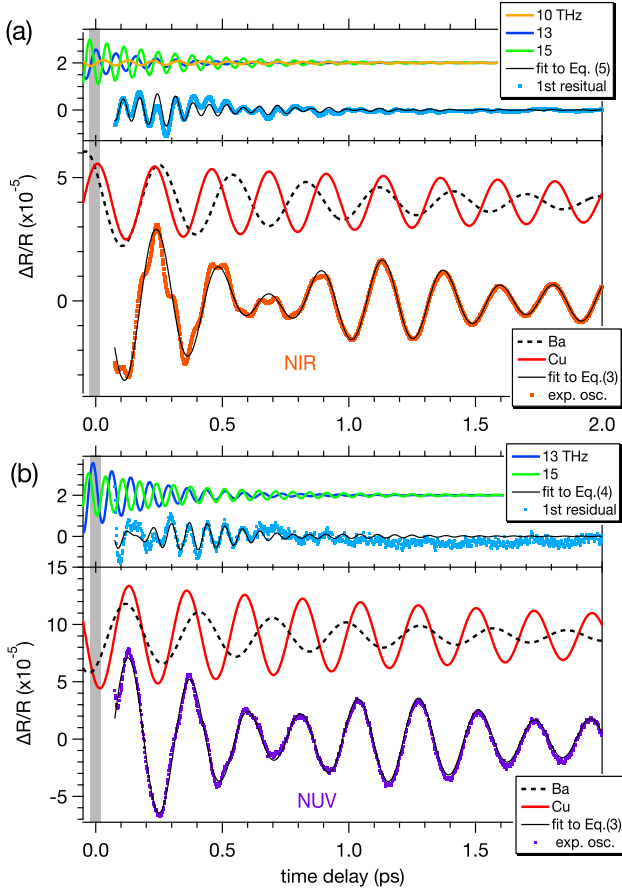 (a)
10 THz
13
15
fit to Eq. (5)
1st resitual
2
0
5
0
ΔR/R (x10-5)
NIR
Ba
Cu
fit to Eq.(3)
exp. osc.
0.0 0.5 1.0 1.5 2.0
(b)
13 THz
15
fit to Eq.(4)
1st residual
2
0
15
10
5
0
-5
ΔR/R (x10-5)
NUV
Ba
Cu
fit to Eq.(3)
exp. osc.
0.0 0.5 1.0 1.5 2.0
time delay (ps)